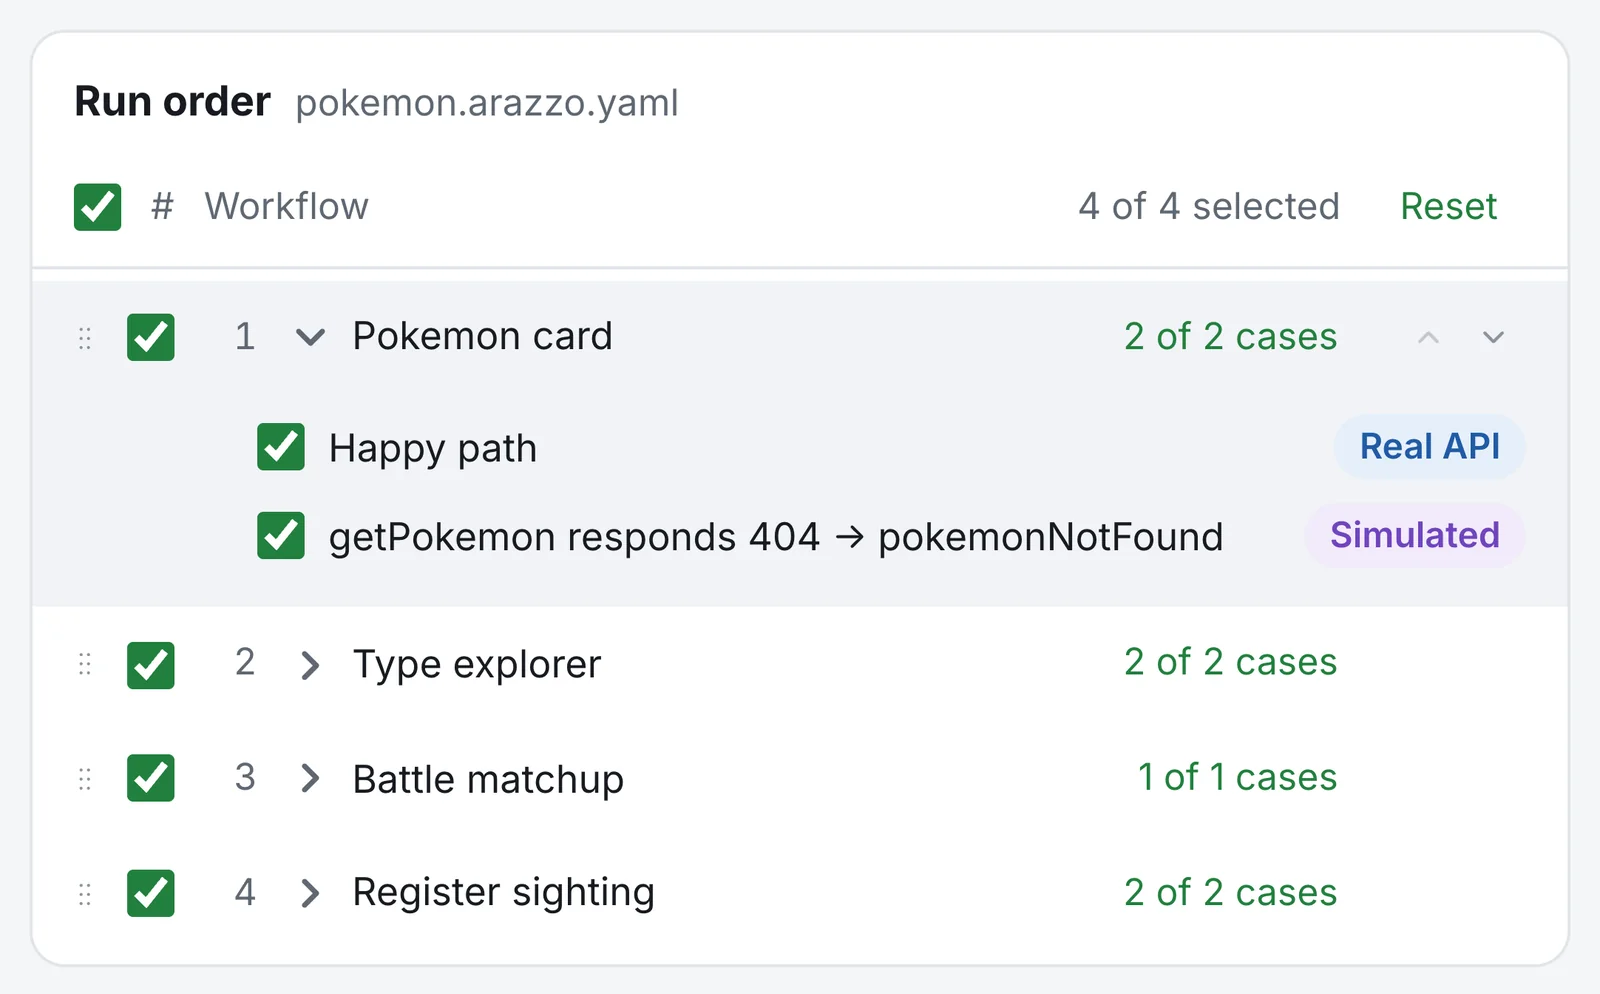 Run order pokemon.arazzo.yaml
# Workflow 4 of 4 selected Reset
1 Pokemon card 2 of 2 cases
Happy path Real API
getPokemon responds 404 → pokemonNotFound Simulated
2 Type explorer 2 of 2 cases
3 Battle matchup 1 of 1 cases
4 Register sighting 2 of 2 cases